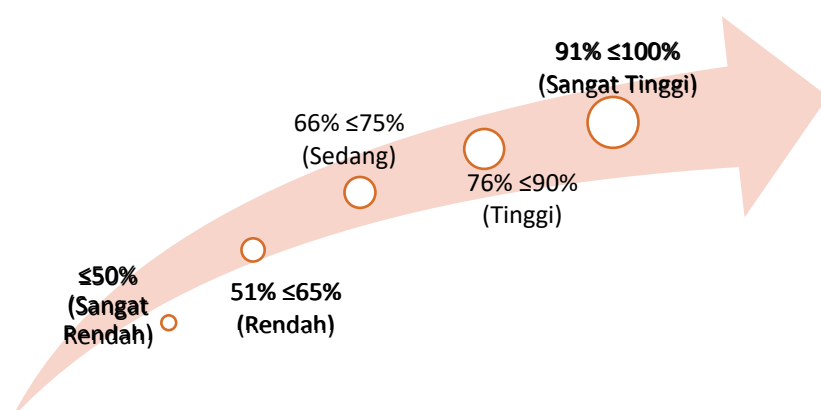 ≤50%
(Sangat
Rendah)
51% ≤65%
(Rendah)
66% ≤75%
(Sedang)
76% ≤90%
(Tinggi)
91% ≤100%
(Sangat Tinggi)